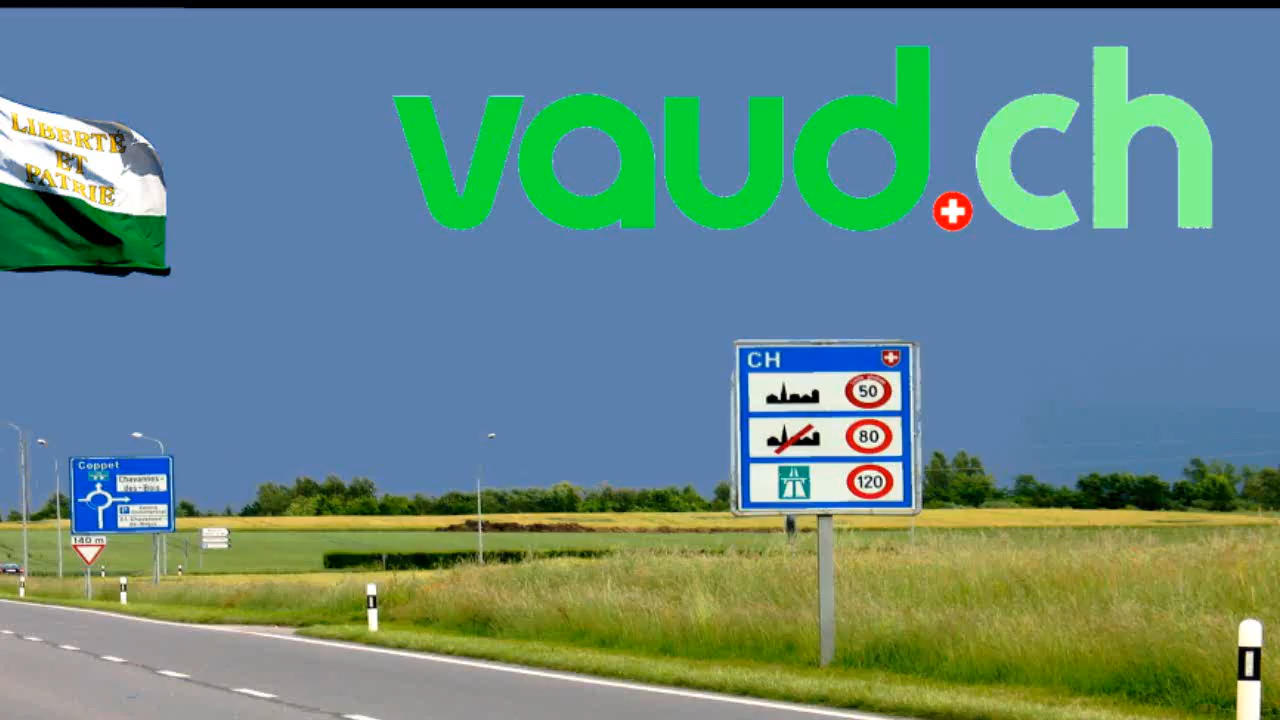 vaud.ch
LIBERTÉ
ET
PATRIE
CH
50
80
120
Coppet
Chavannes-
des-Bois
P
140 m